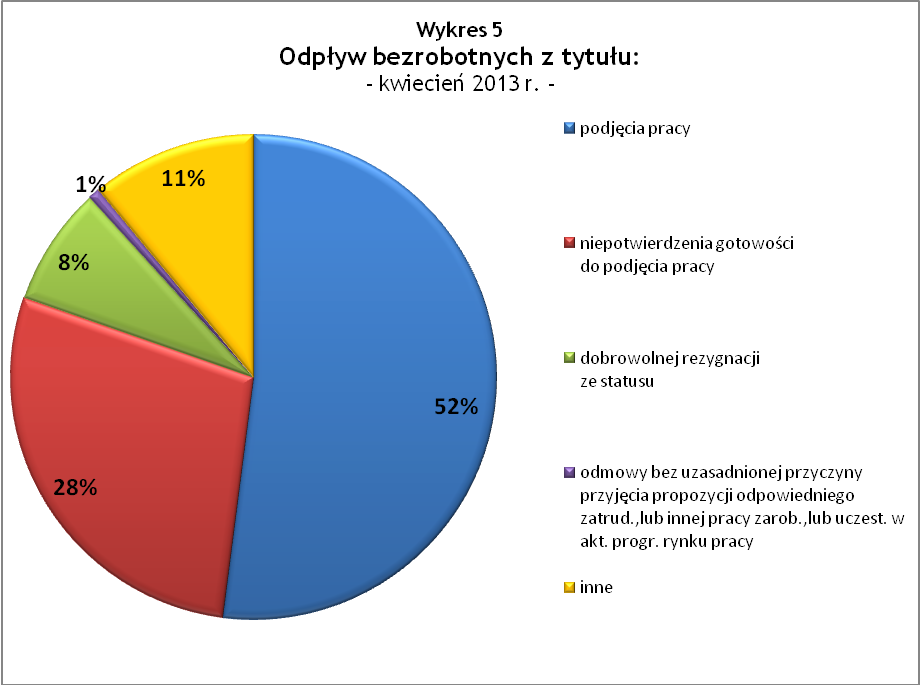 Wykres 5
Odpływ bezrobotnych z tytułu:
- kwiecień 2013 r. -
podjęcia pracy
niepotwierdzenia gotowości
do podjęcia pracy
dobrowolnej rezygnacji
ze statusu
odmowy bez uzasadnionej przyczyny
przyjęcia propozycji odpowiedniego
zatrud.,lub innej pracy zarob.,lub uczest. w
akt. progr. rynku pracy
inne
1%
11%
8%
52%
28%